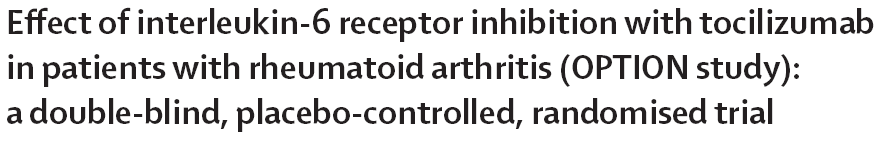 Effect of interleukin-6 receptor inhibition with tocilizumab
in patients with rheumatoid arthritis (OPTION study):
a double-blind, placebo-controlled, randomised trial